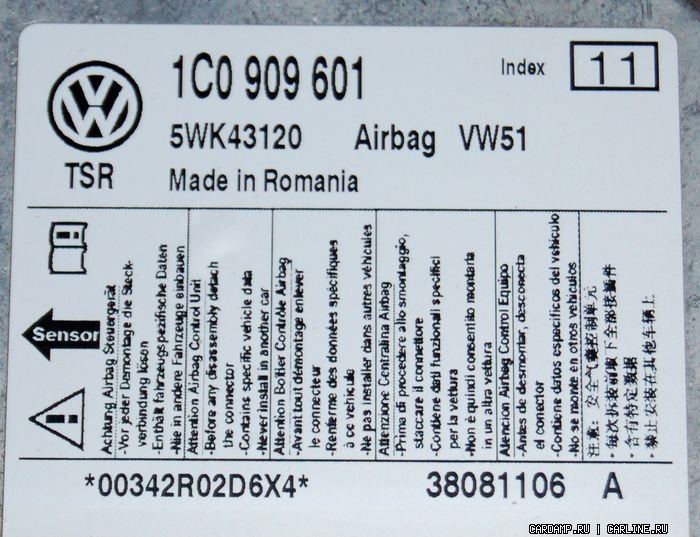 1C0 909 601
Index 11
5WK43120 Airbag VW51
TSR
Made in Romania
Sensor
Achtung Airbag Steuergerät
-Vor jeder Demontage die Steck-
verbindung lösen
-Enthält fahrzeugspezifische Daten
-Nie in andere Fahrzeuge einbauen
Attention Airbag Control Unit
-Before any disassembly detach
the connector
-Contains specific vehicle data
-Never install in another car
Attention Boîtier Contrôle Airbag
-Avant tout démontage enlever
le connecteur
-Renferme des données spécifiques
à ce véhicule
-Ne pas installer dans autres véhicules
Attenzione Centralina Airbag
-Prima di procedere allo smontaggio,
staccare il connettore
-Contiene dati funzionali specifici
per la vettura
-Non è quindi consentito montarla
in un altra vettura
Atencion Airbag Control Equipo
-Antes de desmontar, desconecta
el conector
-Contiene datos específicos del vehículo
-No se monte en otros vehículos
注意: 安全气囊控制单元
• 每次拆装前取下全部接插件
• 含有特定数据
• 禁止安装在其他车辆上
*00342R02D6X4* 38081106 A
CARDAMP.RU | CARLINE.RU